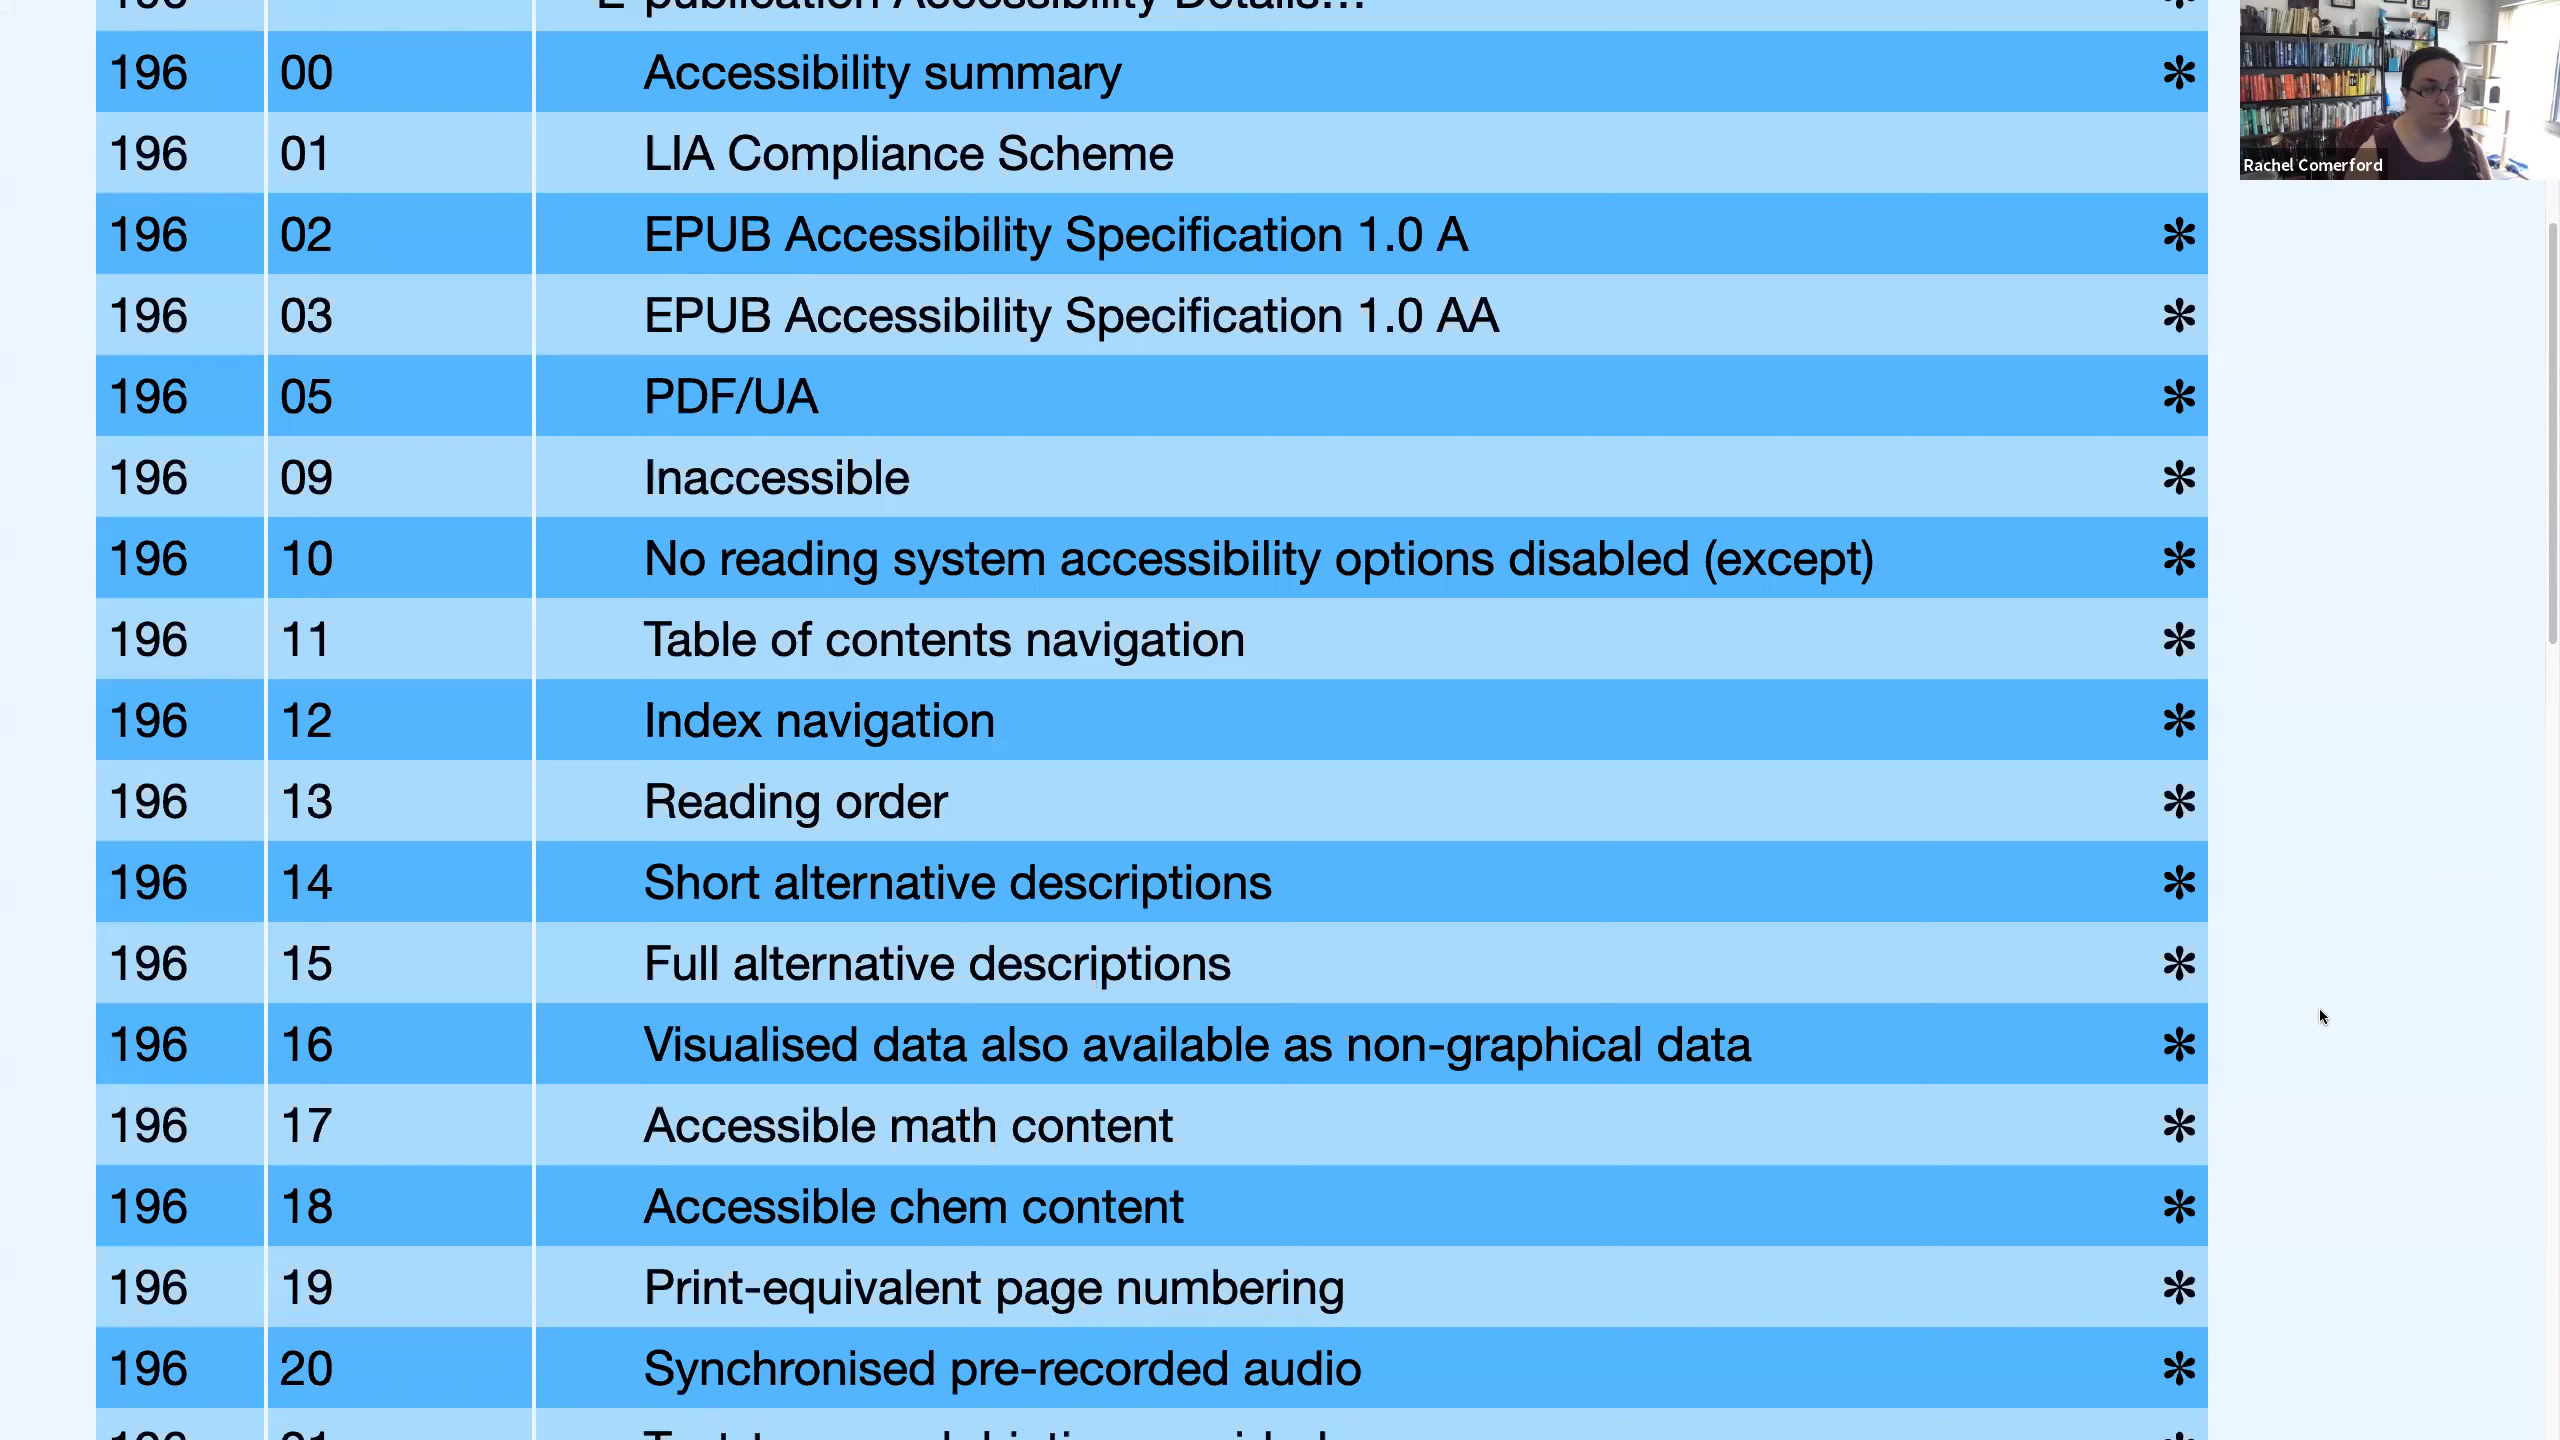 196 E-publication Accessibility Details... *
196 00 Accessibility summary *
196 01 LIA Compliance Scheme
196 02 EPUB Accessibility Specification 1.0 A *
196 03 EPUB Accessibility Specification 1.0 AA *
196 05 PDF/UA *
196 09 Inaccessible *
196 10 No reading system accessibility options disabled (except) *
196 11 Table of contents navigation *
196 12 Index navigation *
196 13 Reading order *
196 14 Short alternative descriptions *
196 15 Full alternative descriptions *
196 16 Visualised data also available as non-graphical data *
196 17 Accessible math content *
196 18 Accessible chem content *
196 19 Print-equivalent page numbering *
196 20 Synchronised pre-recorded audio *
Rachel Comerford